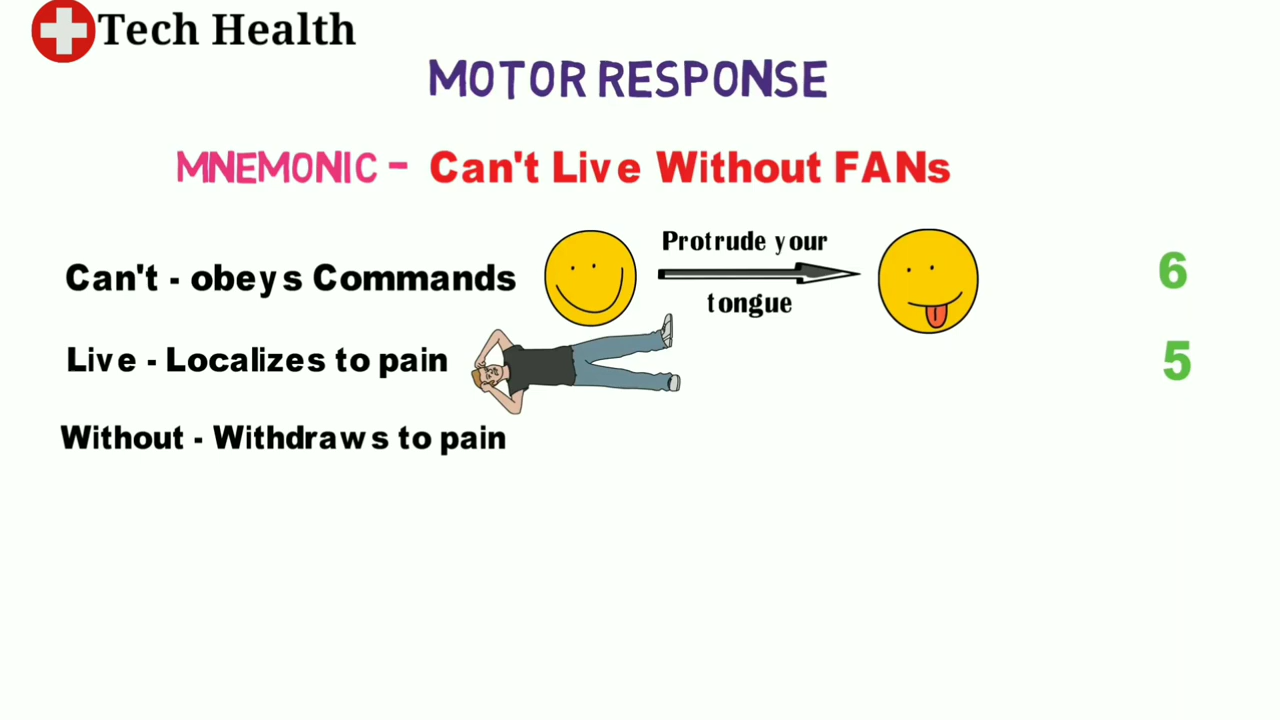 Tech Health
MOTOR RESPONSE
MNEMONIC - Can't Live Without FANs
Can't - obeys Commands
Protrude your
tongue
6
Live - Localizes to pain
5
Without - Withdraws to pain